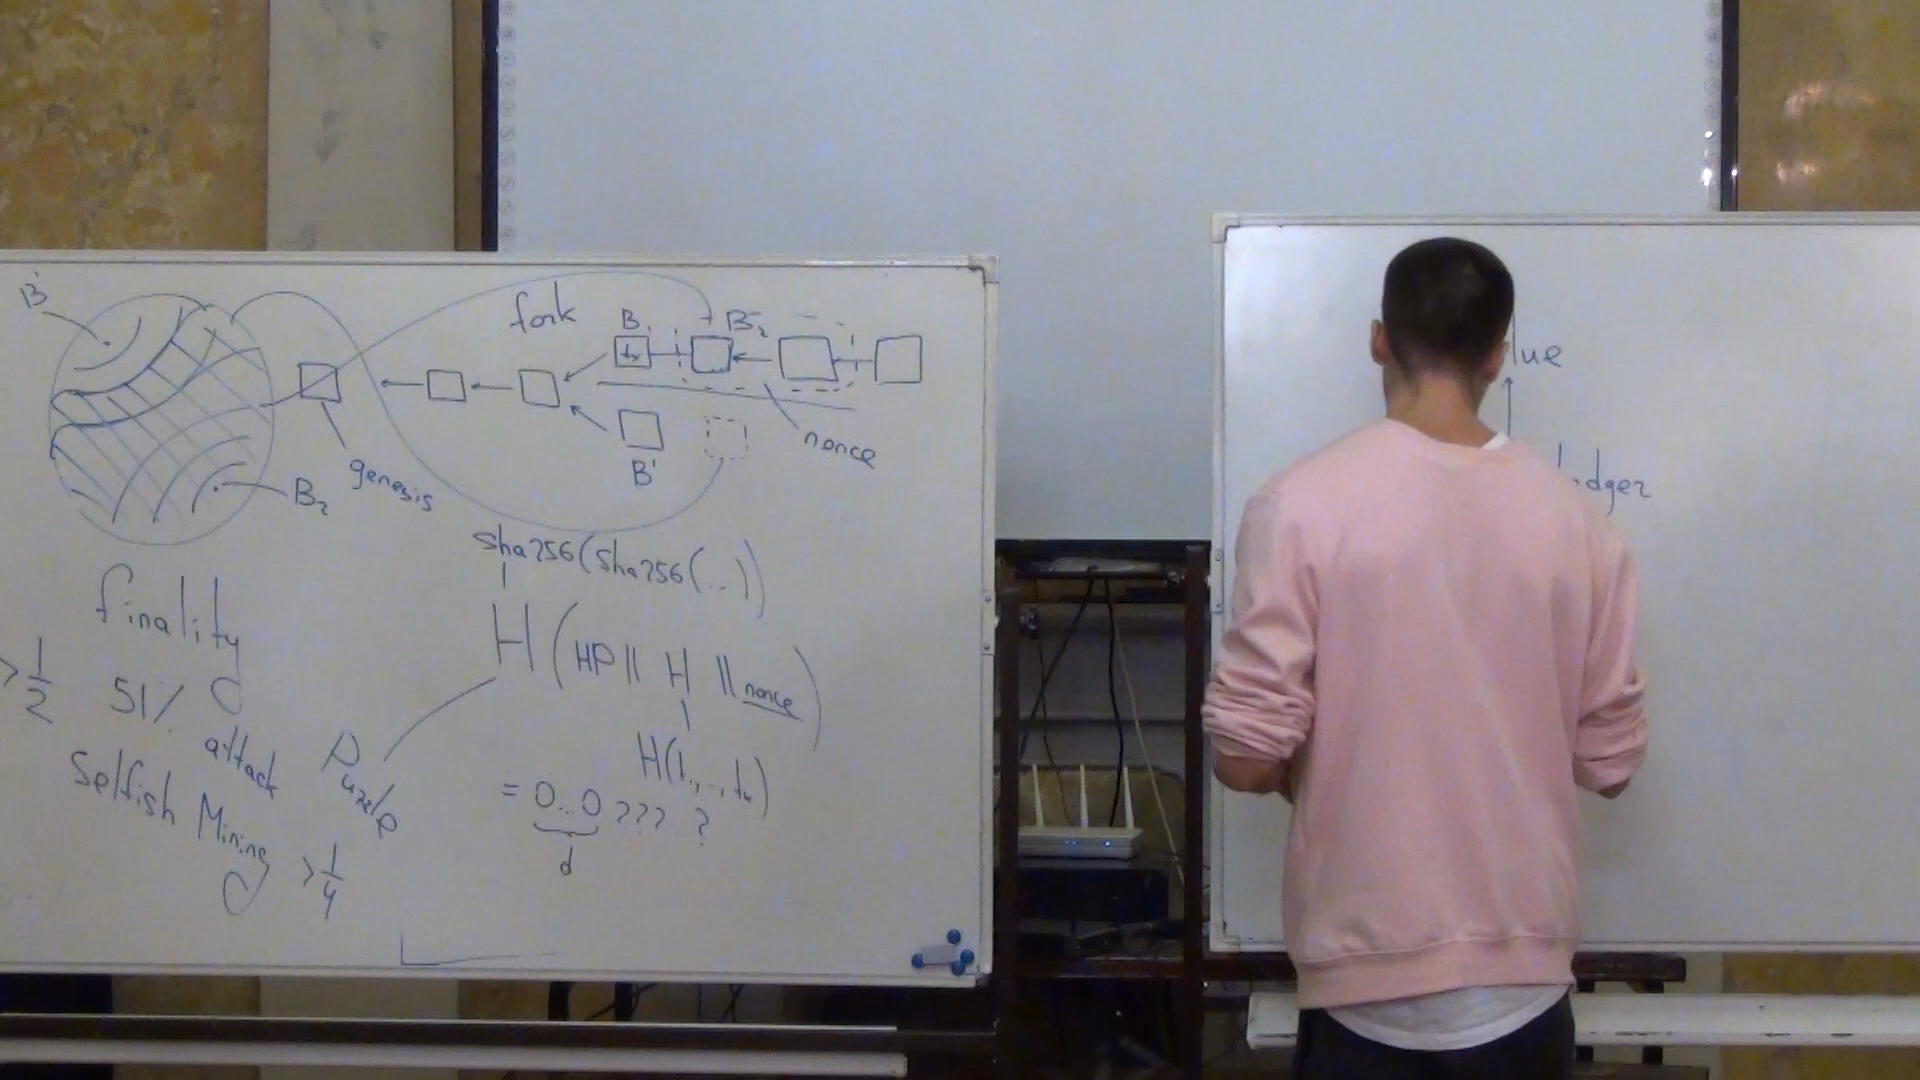 B'
fork
B₁
B₂
tx
nonce
B'
genesis
B₂
sha256(sha256(...))
finality
H(HP || H || nonce)
> 1/2
51%
attack
Puzzle
H(t₁,...,tₙ)
Selfish Mining > 1/4
= 0...0 ??? ?
d
lue
dger